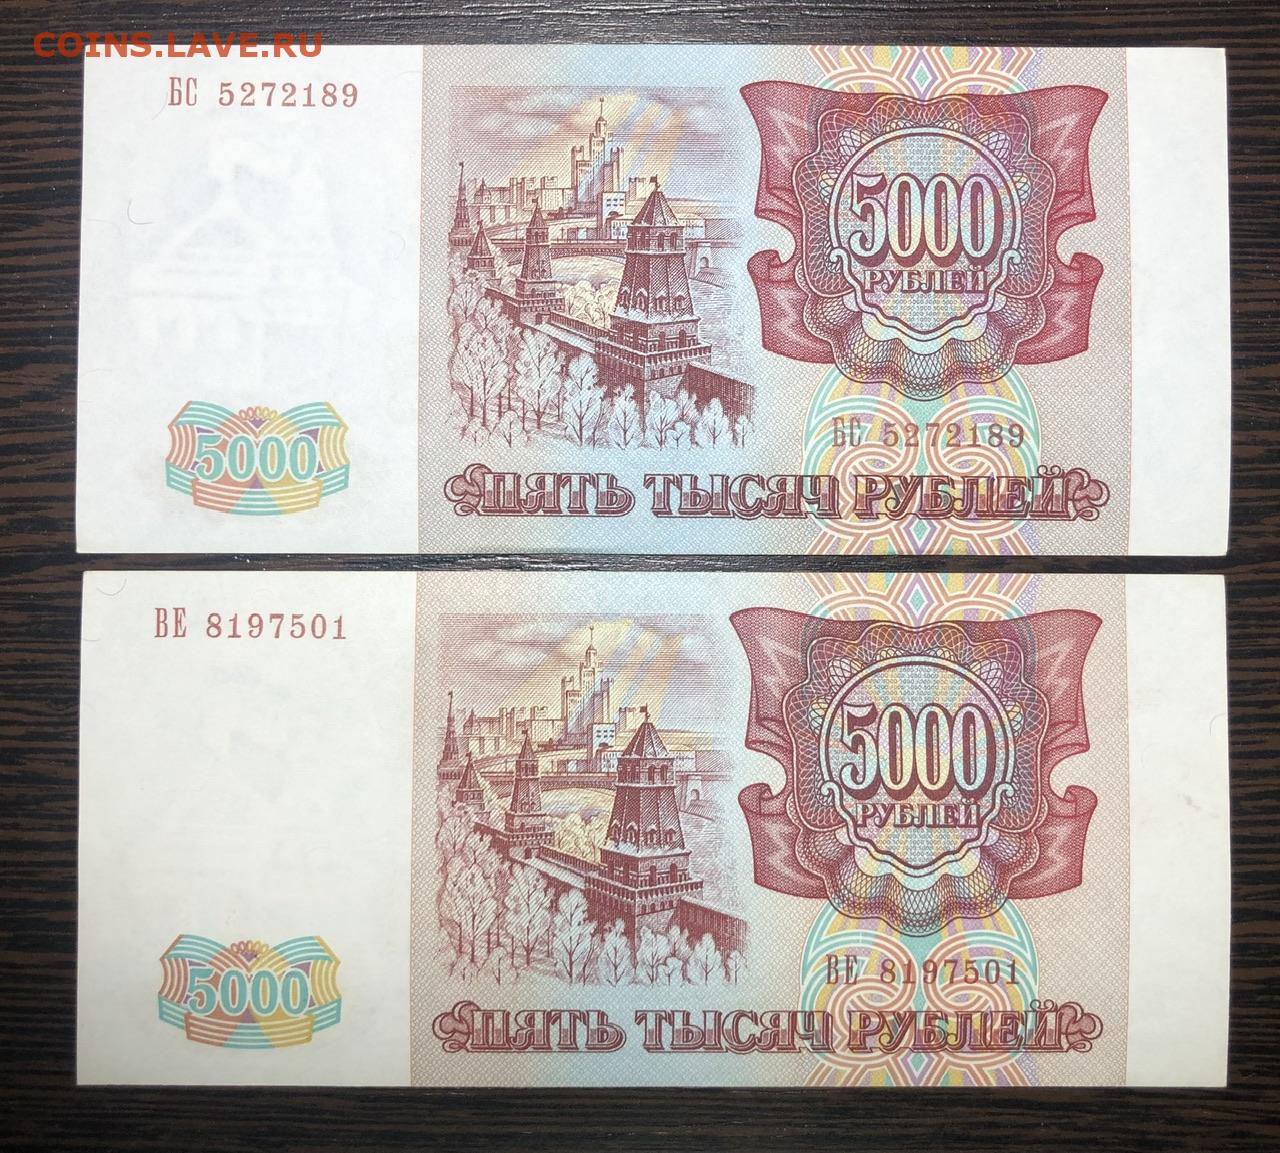 COINS.LAVE.RU
БС 5272189
5000
РУБЛЕЙ
БС 5272189
5000
ПЯТЬ ТЫСЯЧ РУБЛЕЙ
ВЕ 8197501
5000
РУБЛЕЙ
ВЕ 8197501
5000
ПЯТЬ ТЫСЯЧ РУБЛЕЙ